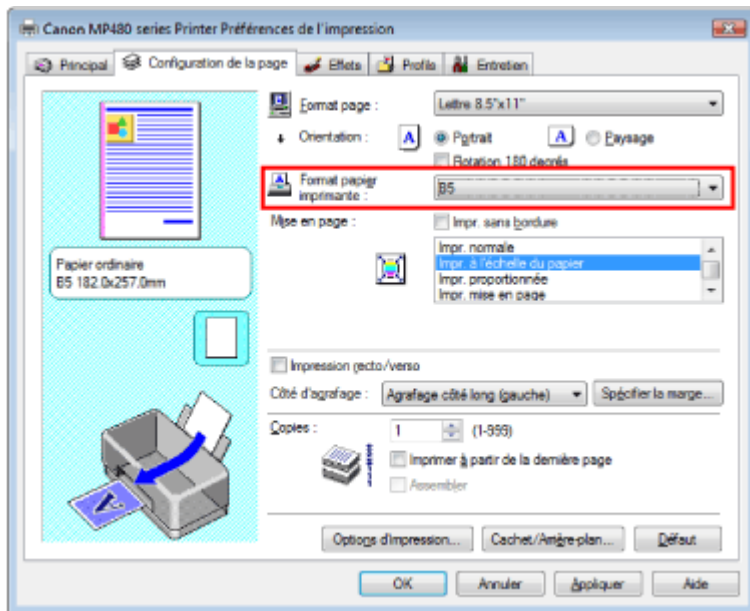 Canon MP480 series Printer Préférences de l'impression
Principal Configuration de la page Effets Profils Entretien
Format page : Lettre 8.5"x11"
Orientation : A Portrait A Paysage
Rotation 180 degrés
Format papier imprimante : B5
Mise en page : Impr. sans bordure
Impr. normale
Impr. à l'échelle du papier
Impr. proportionnée
Impr. mise en page
Papier ordinaire
B5 182.0x257.0mm
Impression recto/verso
Côté d'agrafage : Agrafage côté long (gauche) Spécifier la marge...
Copies : 1 (1-999)
Imprimer à partir de la dernière page
Assembler
Options d'impression... Cachet/Arrière-plan... Défaut
OK Annuler Appliquer Aide